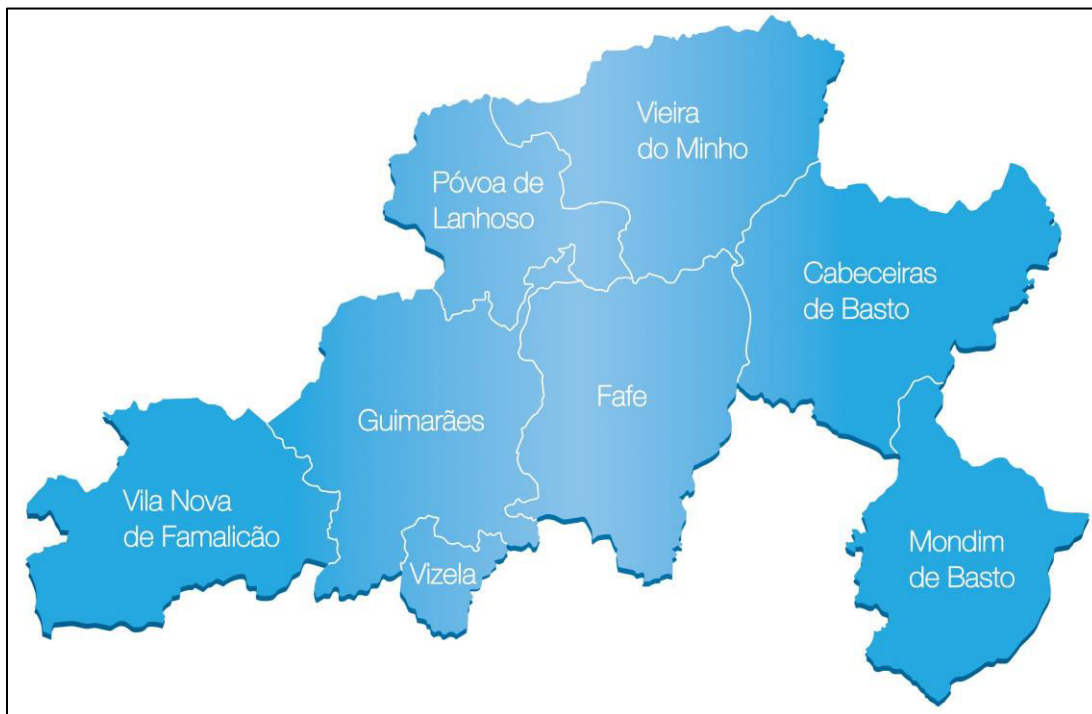 Vieira
do Minho
Póvoa de
Lanhoso
Cabeceiras
de Basto
Fafe
Guimarães
Vila Nova
de Famalicão
Mondim
de Basto
Vizela